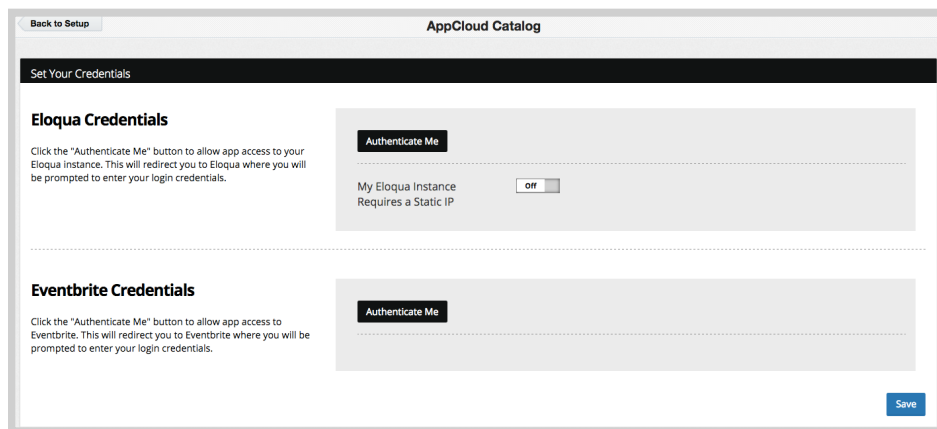 Back to Setup
AppCloud Catalog
Set Your Credentials
Eloqua Credentials
Click the "Authenticate Me" button to allow app access to your
Eloqua instance. This will redirect you to Eloqua where you will
be prompted to enter your login credentials.
Authenticate Me
My Eloqua Instance
Requires a Static IP
Off
Eventbrite Credentials
Click the "Authenticate Me" button to allow app access to
Eventbrite. This will redirect you to Eventbrite where you will be
prompted to enter your login credentials.
Authenticate Me
Save